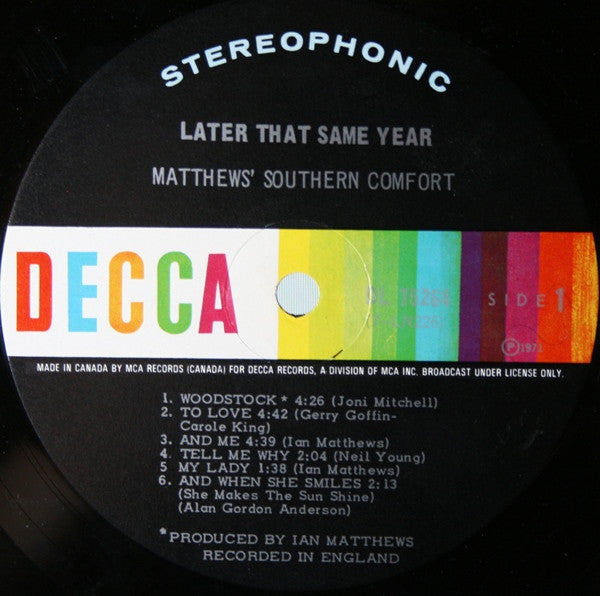 STEREOPHONIC
LATER THAT SAME YEAR
MATTHEWS' SOUTHERN COMFORT
DECCA
SIDE 1
Ⓟ 1971
MADE IN CANADA BY MCA RECORDS (CANADA) FOR DECCA RECORDS, A DIVISION OF MCA INC. BROADCAST UNDER LICENSE ONLY.
1. WOODSTOCK * 4:26 (Joni Mitchell)
2. TO LOVE 4:42 (Gerry Goffin-
Carole King)
3. AND ME 4:39 (Ian Matthews)
4. TELL ME WHY 2:04 (Neil Young)
5 MY LADY 1:38 (Ian Matthews)
6. AND WHEN SHE SMILES 2:13
(She Makes The Sun Shine)
(Alan Gordon Anderson)
*PRODUCED BY IAN MATTHEWS
RECORDED IN ENGLAND